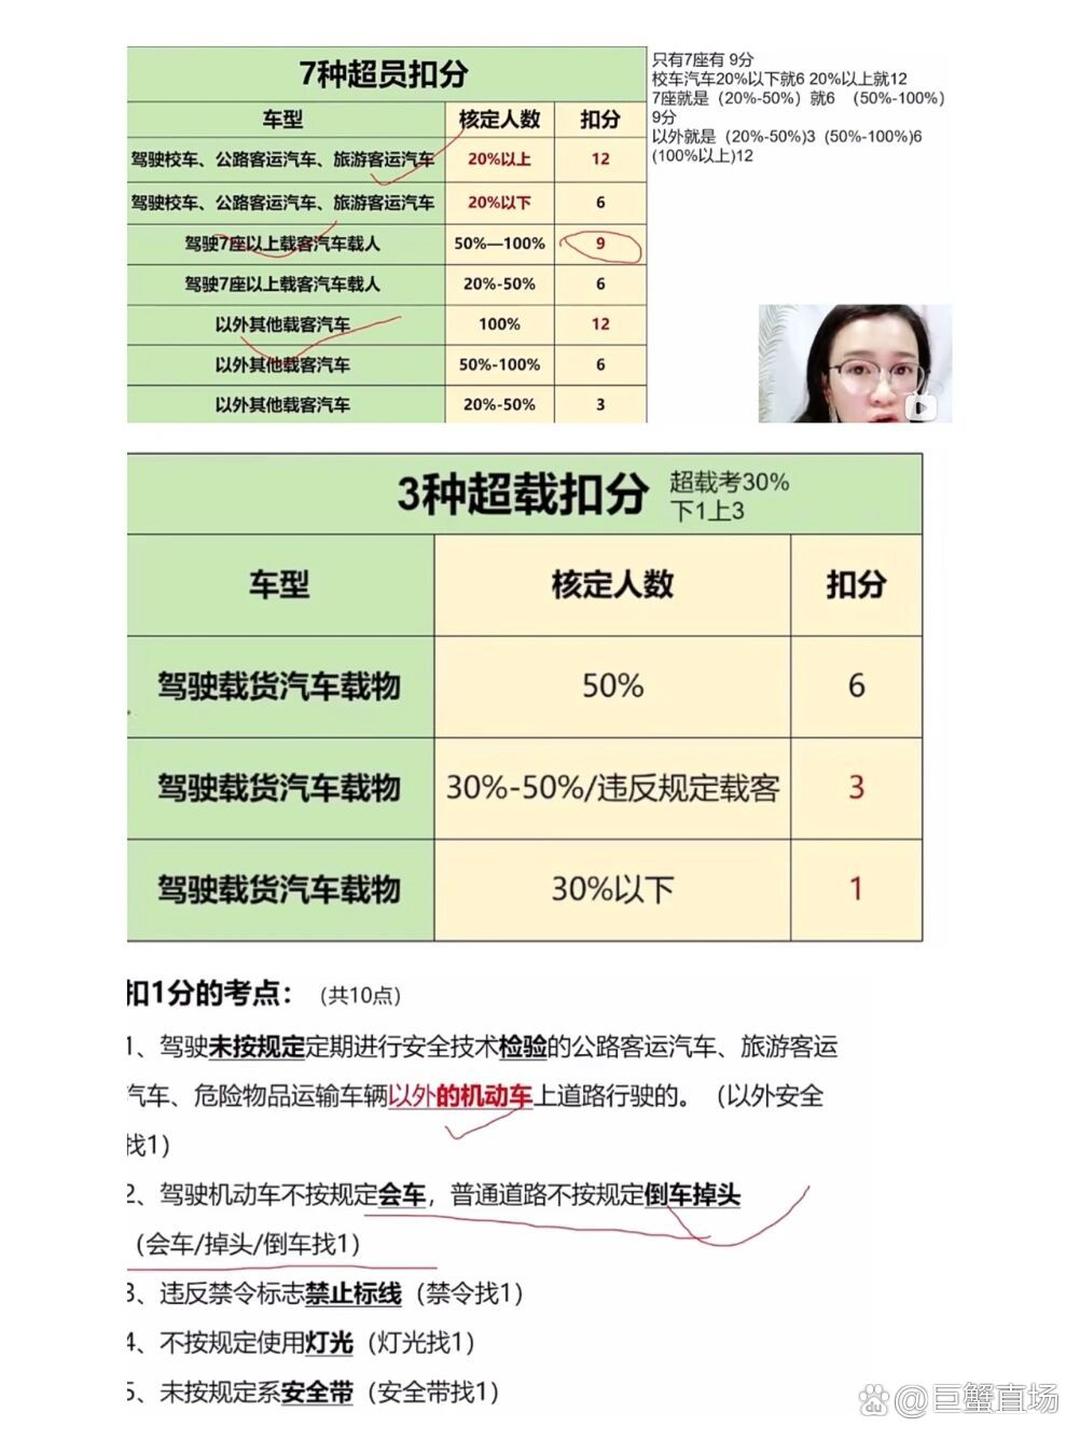 7种超员扣分
车型 核定人数 扣分
驾驶校车、公路客运汽车、旅游客运汽车 20%以上 12
驾驶校车、公路客运汽车、旅游客运汽车 20%以下 6
驾驶7座以上载客汽车载人 50%—100% 9
驾驶7座以上载客汽车载人 20%-50% 6
以外其他载客汽车 100% 12
以外其他载客汽车 50%-100% 6
以外其他载客汽车 20%-50% 3
只有7座有 9分
校车汽车20%以下就6 20%以上就12
7座就是（20%-50%）就6 （50%-100%）
9分
以外就是（20%-50%)3（50%-100%)6
(100%以上)12
3种超载扣分
超载考30%
下1上3
车型 核定人数 扣分
驾驶载货汽车载物 50% 6
驾驶载货汽车载物 30%-50%/违反规定载客 3
驾驶载货汽车载物 30%以下 1
扣1分的考点：（共10点）
1、驾驶未按规定定期进行安全技术检验的公路客运汽车、旅游客运
汽车、危险物品运输车辆以外的机动车上道路行驶的。（以外安全
找1）
2、驾驶机动车不按规定会车，普通道路不按规定倒车掉头
（会车/掉头/倒车找1）
3、违反禁令标志禁止标线（禁令找1）
4、不按规定使用灯光（灯光找1）
5、未按规定系安全带（安全带找1）
du @巨蟹直场